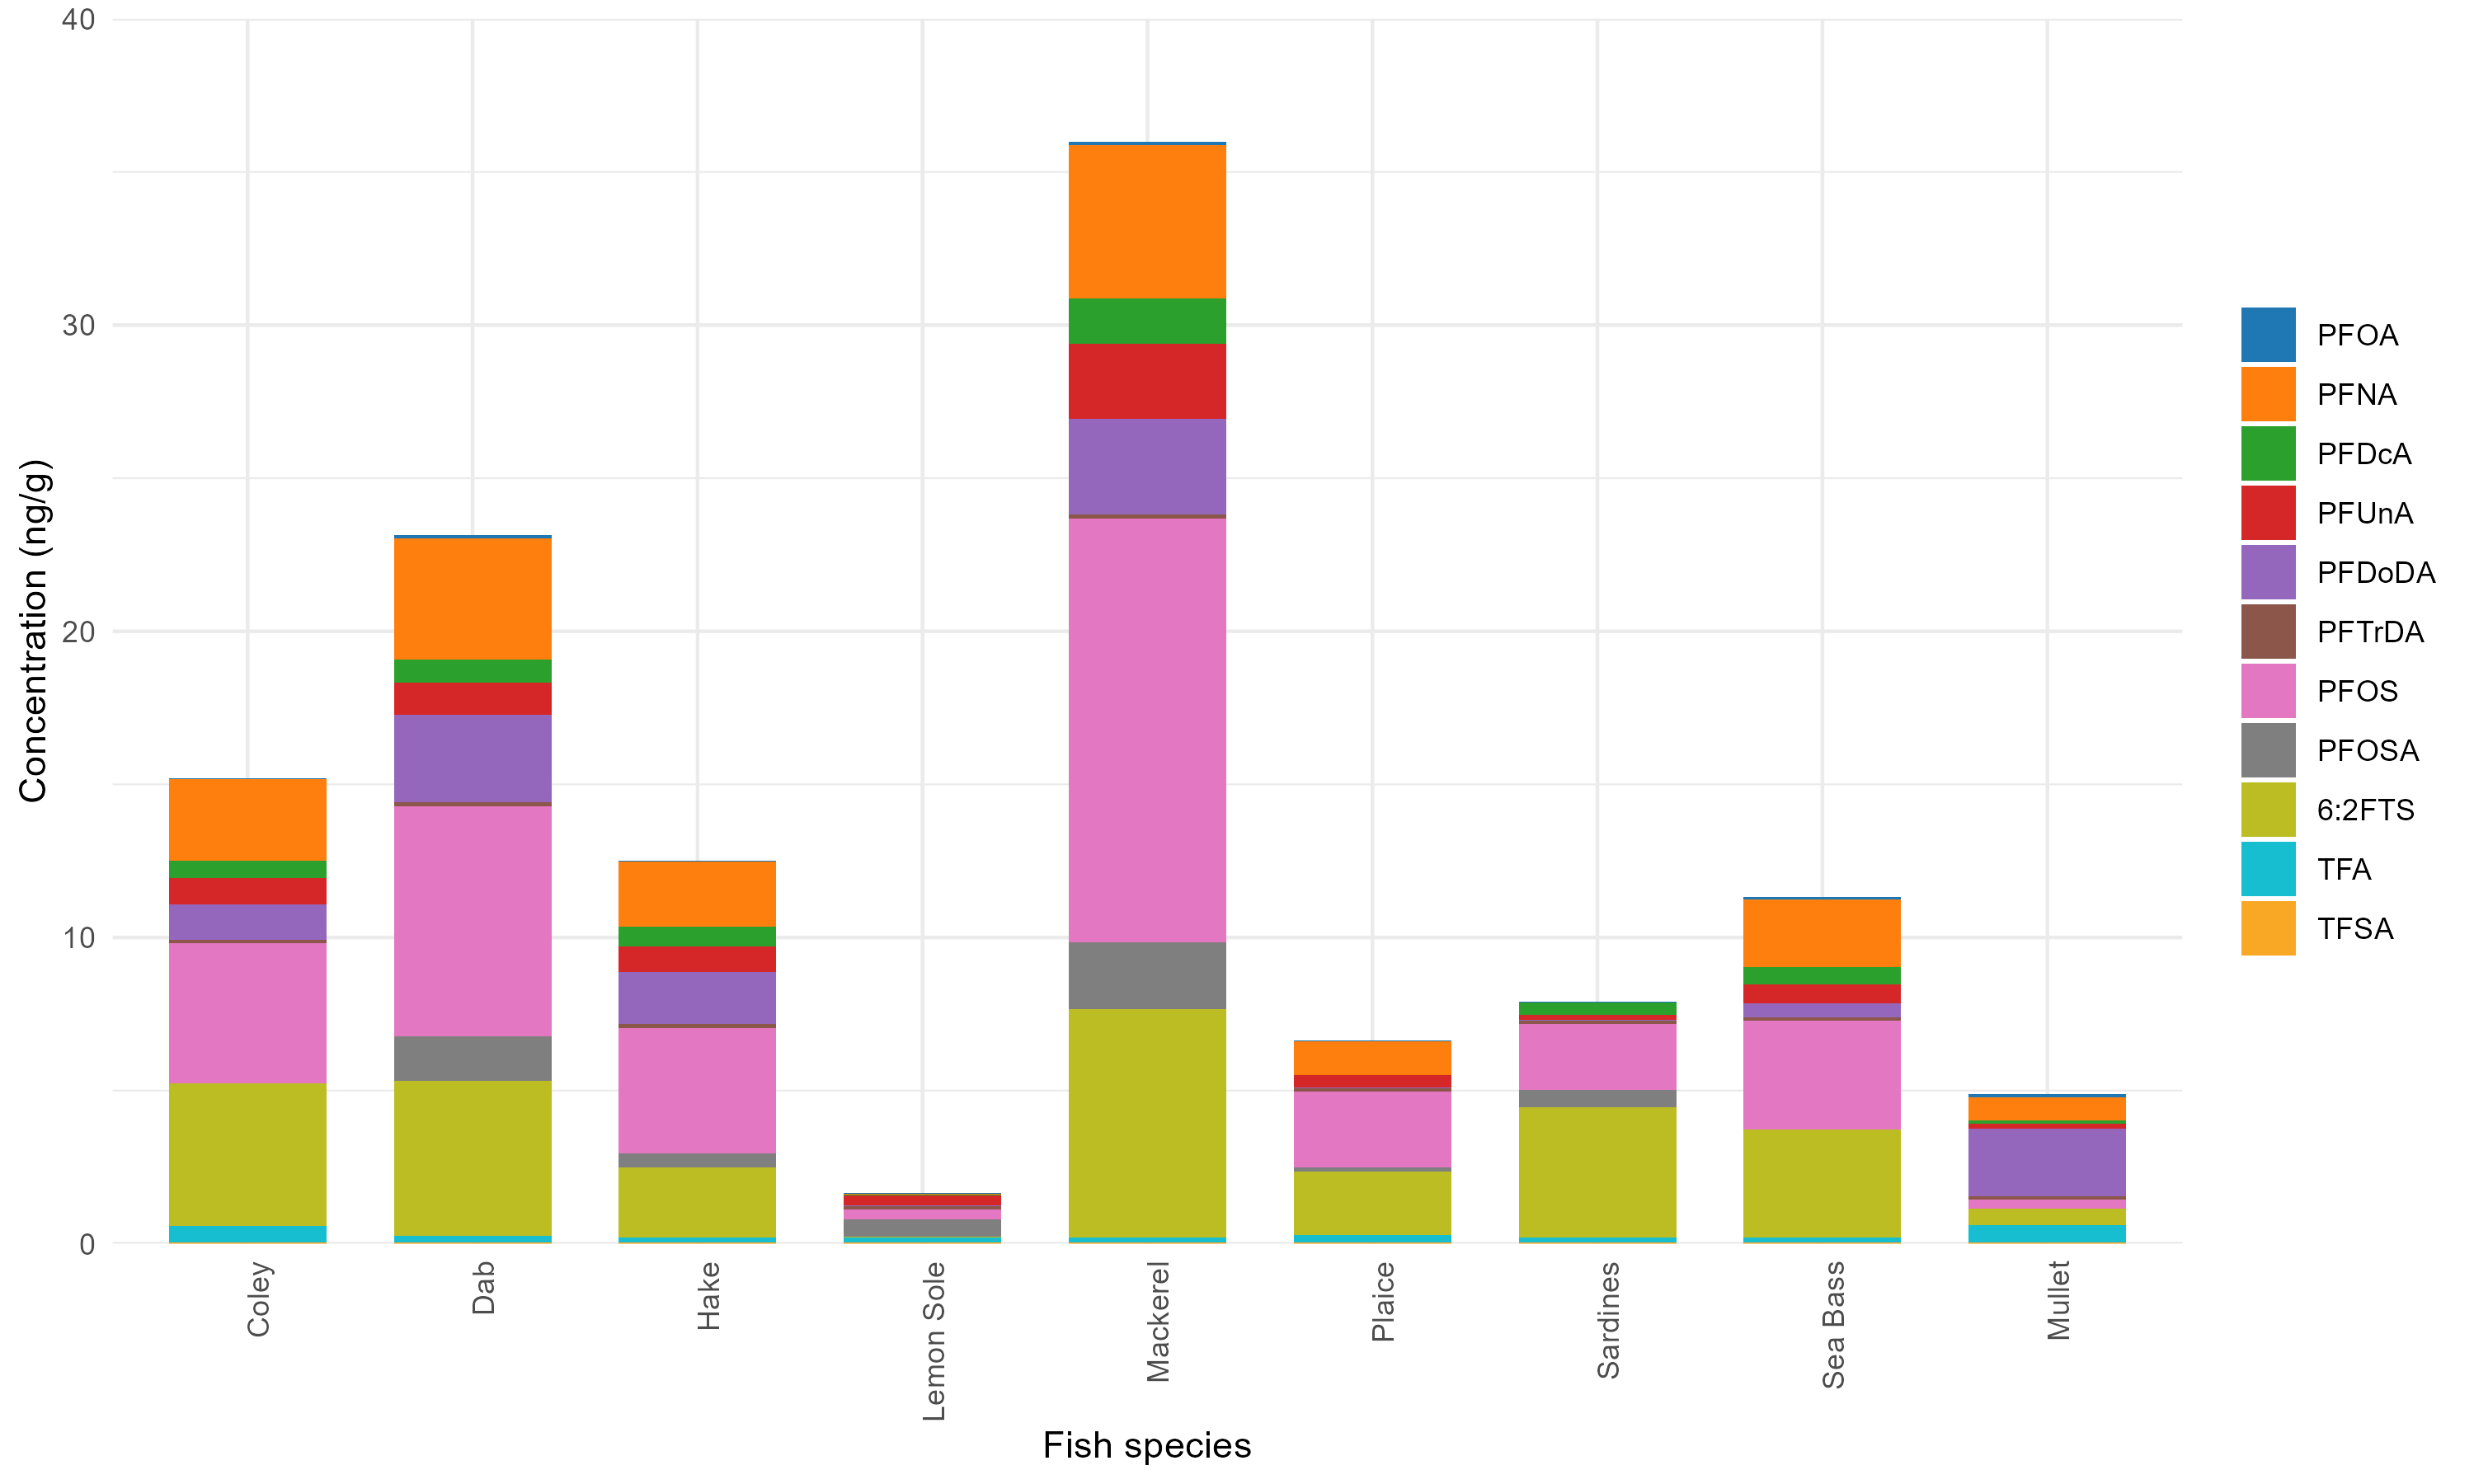 40
30
20
10
0
Concentration (ng/g)
Coley
Dab
Hake
Lemon Sole
Mackerel
Plaice
Sardines
Sea Bass
Mullet
Fish species
PFOA
PFNA
PFDcA
PFUnA
PFDoDA
PFTrDA
PFOS
PFOSA
6:2FTS
TFA
TFSA